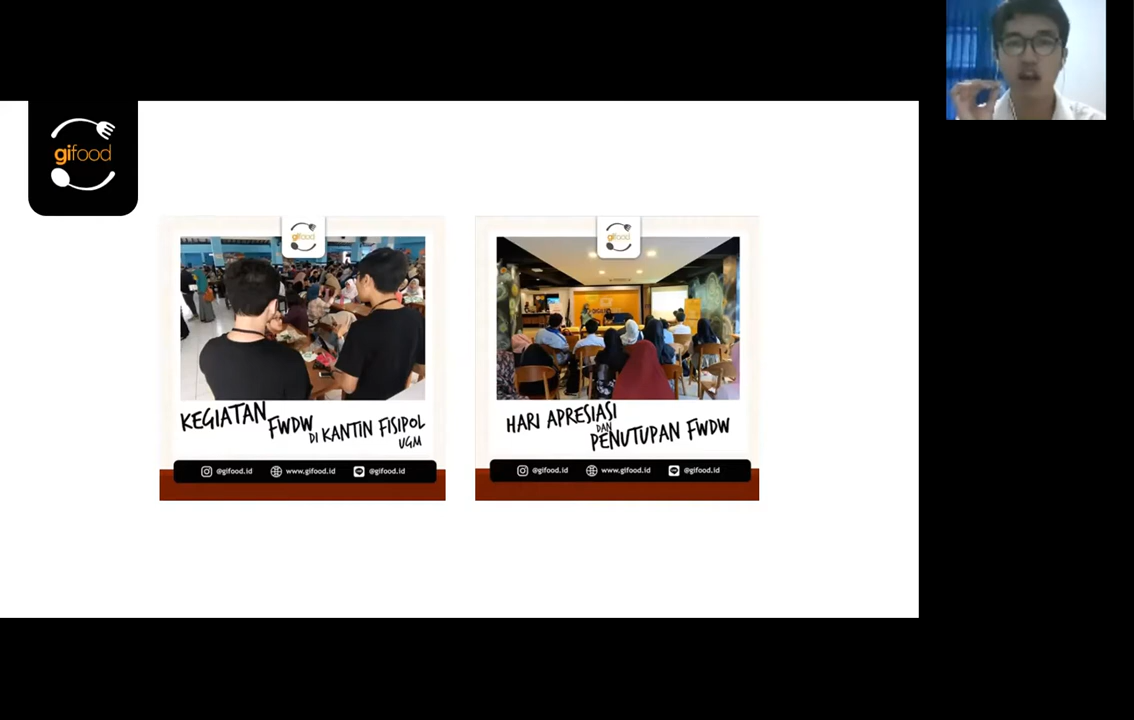 gifood
gifood
KEGIATAN FWDW DI KANTIN FISIPOL
UGM
@gifood.id www.gifood.id @gifood.id
gifood
HARI APRESIASI
DAN
PENUTUPAN FWDW
@gifood.id www.gifood.id @gifood.id